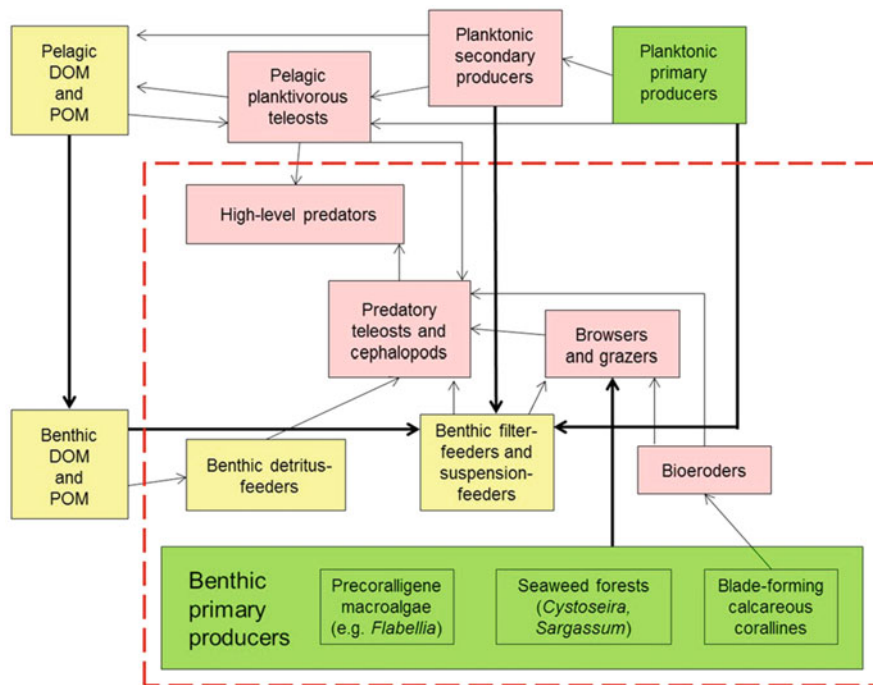 Pelagic
DOM
and
POM
Pelagic
planktivorous
teleosts
Planktonic
secondary
producers
Planktonic
primary
producers
High-level predators
Predatory
teleosts and
cephalopods
Browsers
and grazers
Benthic
DOM
and
POM
Benthic detritus-
feeders
Benthic filter-
feeders and
suspension-
feeders
Bioeroders
Benthic
primary
producers
Precoralligene
macroalgae
(e.g. Flabellia)
Seaweed forests
(Cystoseira,
Sargassum)
Blade-forming
calcareous
corallines